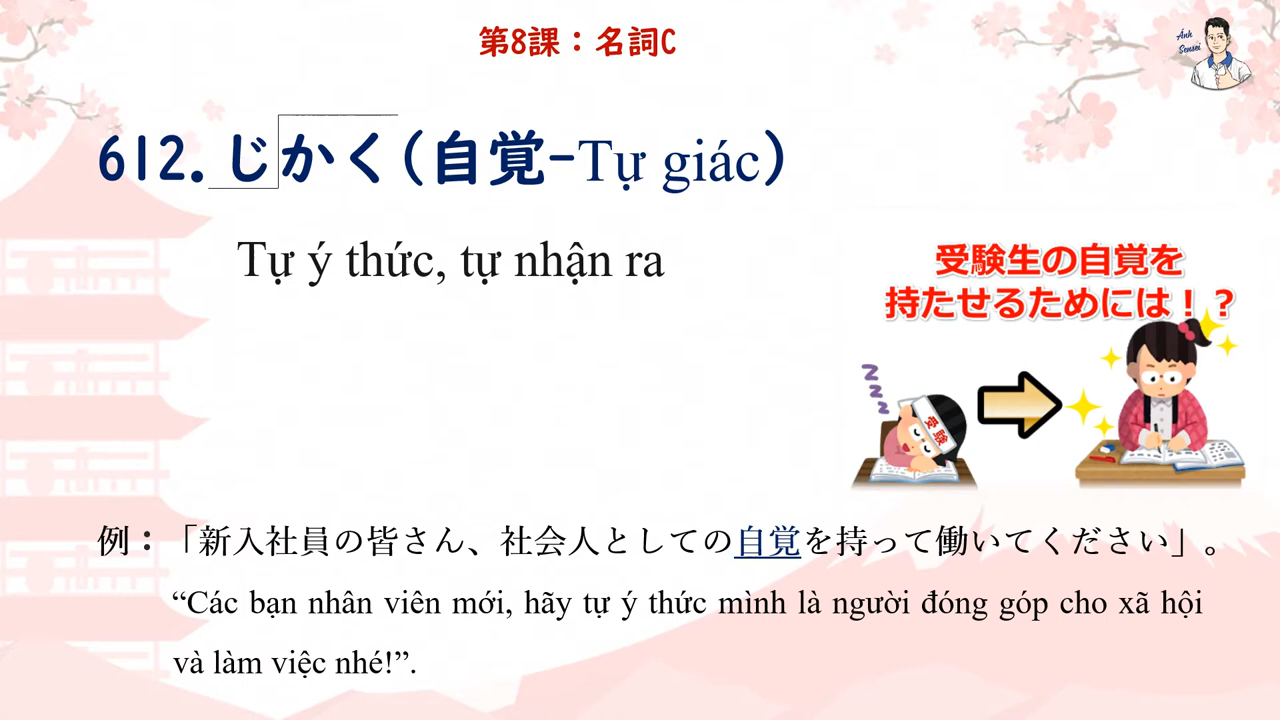 第8課：名詞C
Ánh
Sensei
612.じかく(自覚-Tự giác)
Tự ý thức, tự nhận ra
受験生の自覚を
持たせるためには！？
zzzz
受験
例：「新入社員の皆さん、社会人としての自覚を持って働いてください」。
“Các bạn nhân viên mới, hãy tự ý thức mình là người đóng góp cho xã hội
và làm việc nhé!”.